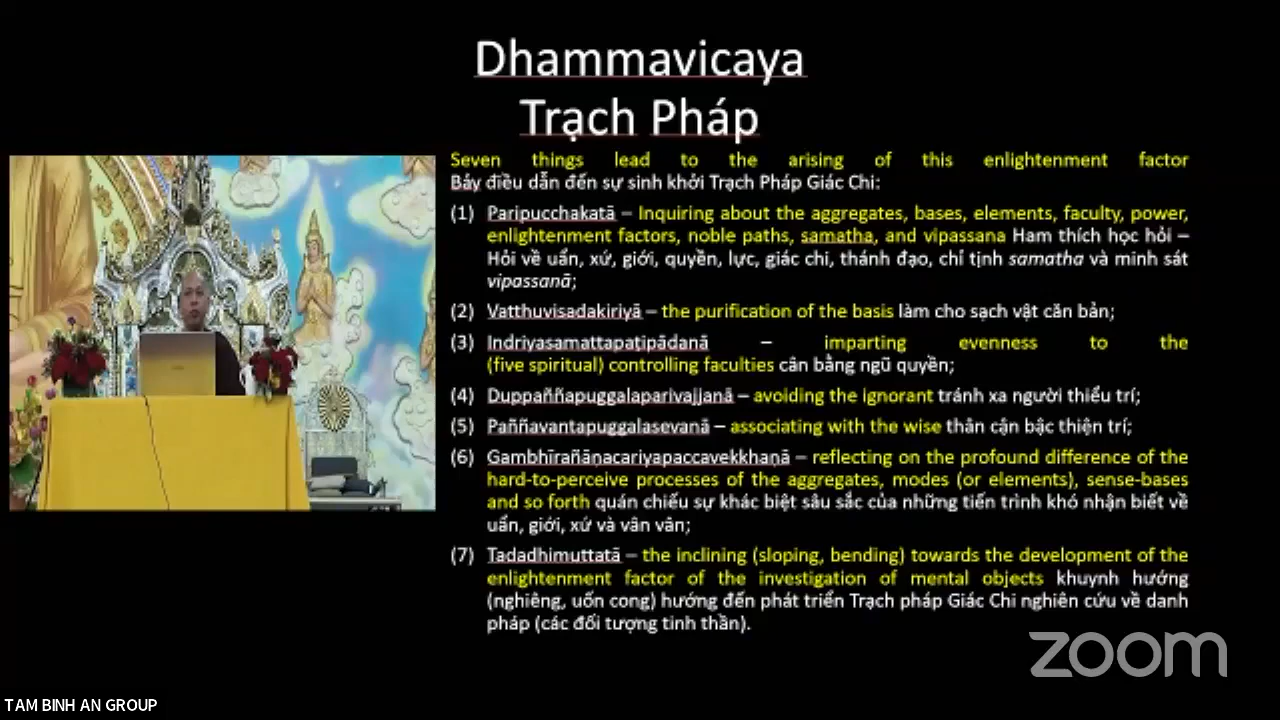 Dhammavicaya
Trạch Pháp
Seven things lead to the arising of this enlightenment factor
Bảy điều dẫn đến sự sinh khởi Trạch Pháp Giác Chi:
(1) Paripucchakatā – Inquiring about the aggregates, bases, elements, faculty, power,
enlightenment factors, noble paths, samatha, and vipassana Ham thích học hỏi –
Hỏi về uẩn, xứ, giới, quyền, lực, giác chi, thánh đạo, chỉ tịnh samatha và minh sát
vipassanā;
(2) Vatthuvisadakiriyā – the purification of the basis làm cho sạch vật căn bản;
(3) Indriyasamattapaṭipādanā – imparting evenness to the
(five spiritual) controlling faculties cân bằng ngũ quyền;
(4) Duppaññapuggalaparivajjanā – avoiding the ignorant tránh xa người thiểu trí;
(5) Paññavantapuggalasevanā – associating with the wise thân cận bậc thiện trí;
(6) Gambhīrañāṇacariyapaccavekkhaṇā – reflecting on the profound difference of the
hard-to-perceive processes of the aggregates, modes (or elements), sense-bases
and so forth quán chiếu sự khác biệt sâu sắc của những tiến trình khó nhận biết về
uẩn, giới, xứ và vân vân;
(7) Tadadhimuttatā – the inclining (sloping, bending) towards the development of the
enlightenment factor of the investigation of mental objects khuynh hướng
(nghiêng, uốn cong) hướng đến phát triển Trạch pháp Giác Chi nghiên cứu về danh
pháp (các đối tượng tinh thần).
zoom
TAM BINH AN GROUP